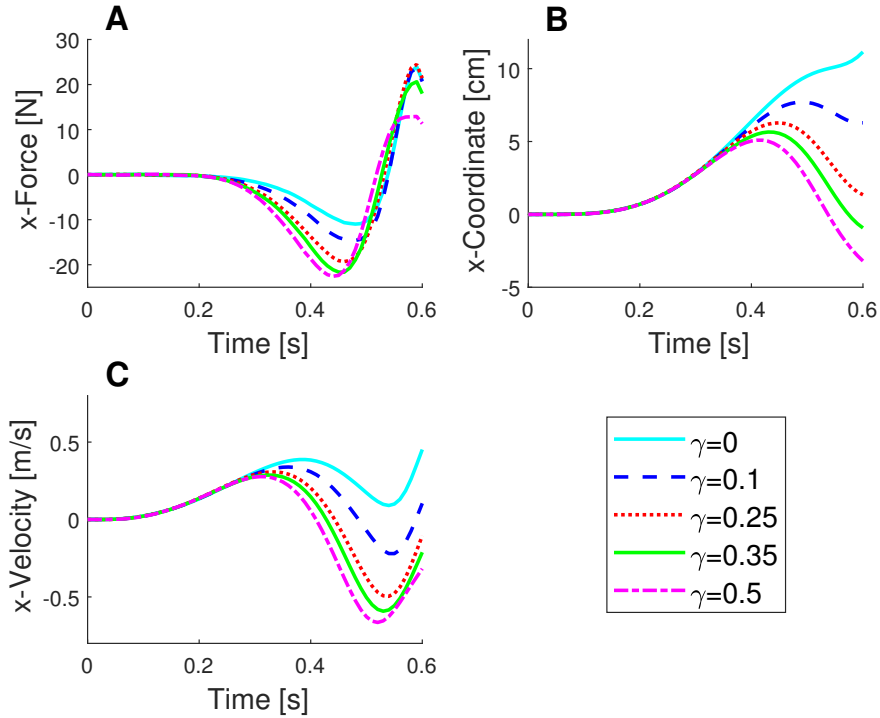 A
30
20
10
0
-10
-20
x-Force [N]
0
0.2
0.4
0.6
Time [s]
B
10
5
0
-5
x-Coordinate [cm]
0
0.2
0.4
0.6
Time [s]
C
0.5
0
-0.5
x-Velocity [m/s]
0
0.2
0.4
0.6
Time [s]
γ=0
γ=0.1
γ=0.25
γ=0.35
γ=0.5